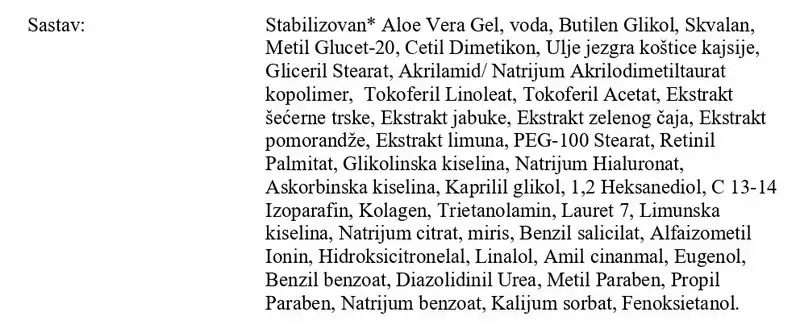 Sastav: Stabilizovan* Aloe Vera Gel, voda, Butilen Glikol, Skvalan,
Metil Glucet-20, Cetil Dimetikon, Ulje jezgra koštice kajsije,
Gliceril Stearat, Akrilamid/ Natrijum Akrilodimetiltaurat
kopolimer, Tokoferil Linoleat, Tokoferil Acetat, Ekstrakt
šećerne trske, Ekstrakt jabuke, Ekstrakt zelenog čaja, Ekstrakt
pomorandže, Ekstrakt limuna, PEG-100 Stearat, Retinil
Palmitat, Glikolinska kiselina, Natrijum Hialuronat,
Askorbinska kiselina, Kaprilil glikol, 1,2 Heksanediol, C 13-14
Izoparafin, Kolagen, Trietanolamin, Lauret 7, Limunska
kiselina, Natrijum citrat, miris, Benzil salicilat, Alfaizometil
Ionin, Hidroksicitronelal, Linalol, Amil cinanmal, Eugenol,
Benzil benzoat, Diazolidinil Urea, Metil Paraben, Propil
Paraben, Natrijum benzoat, Kalijum sorbat, Fenoksietanol.